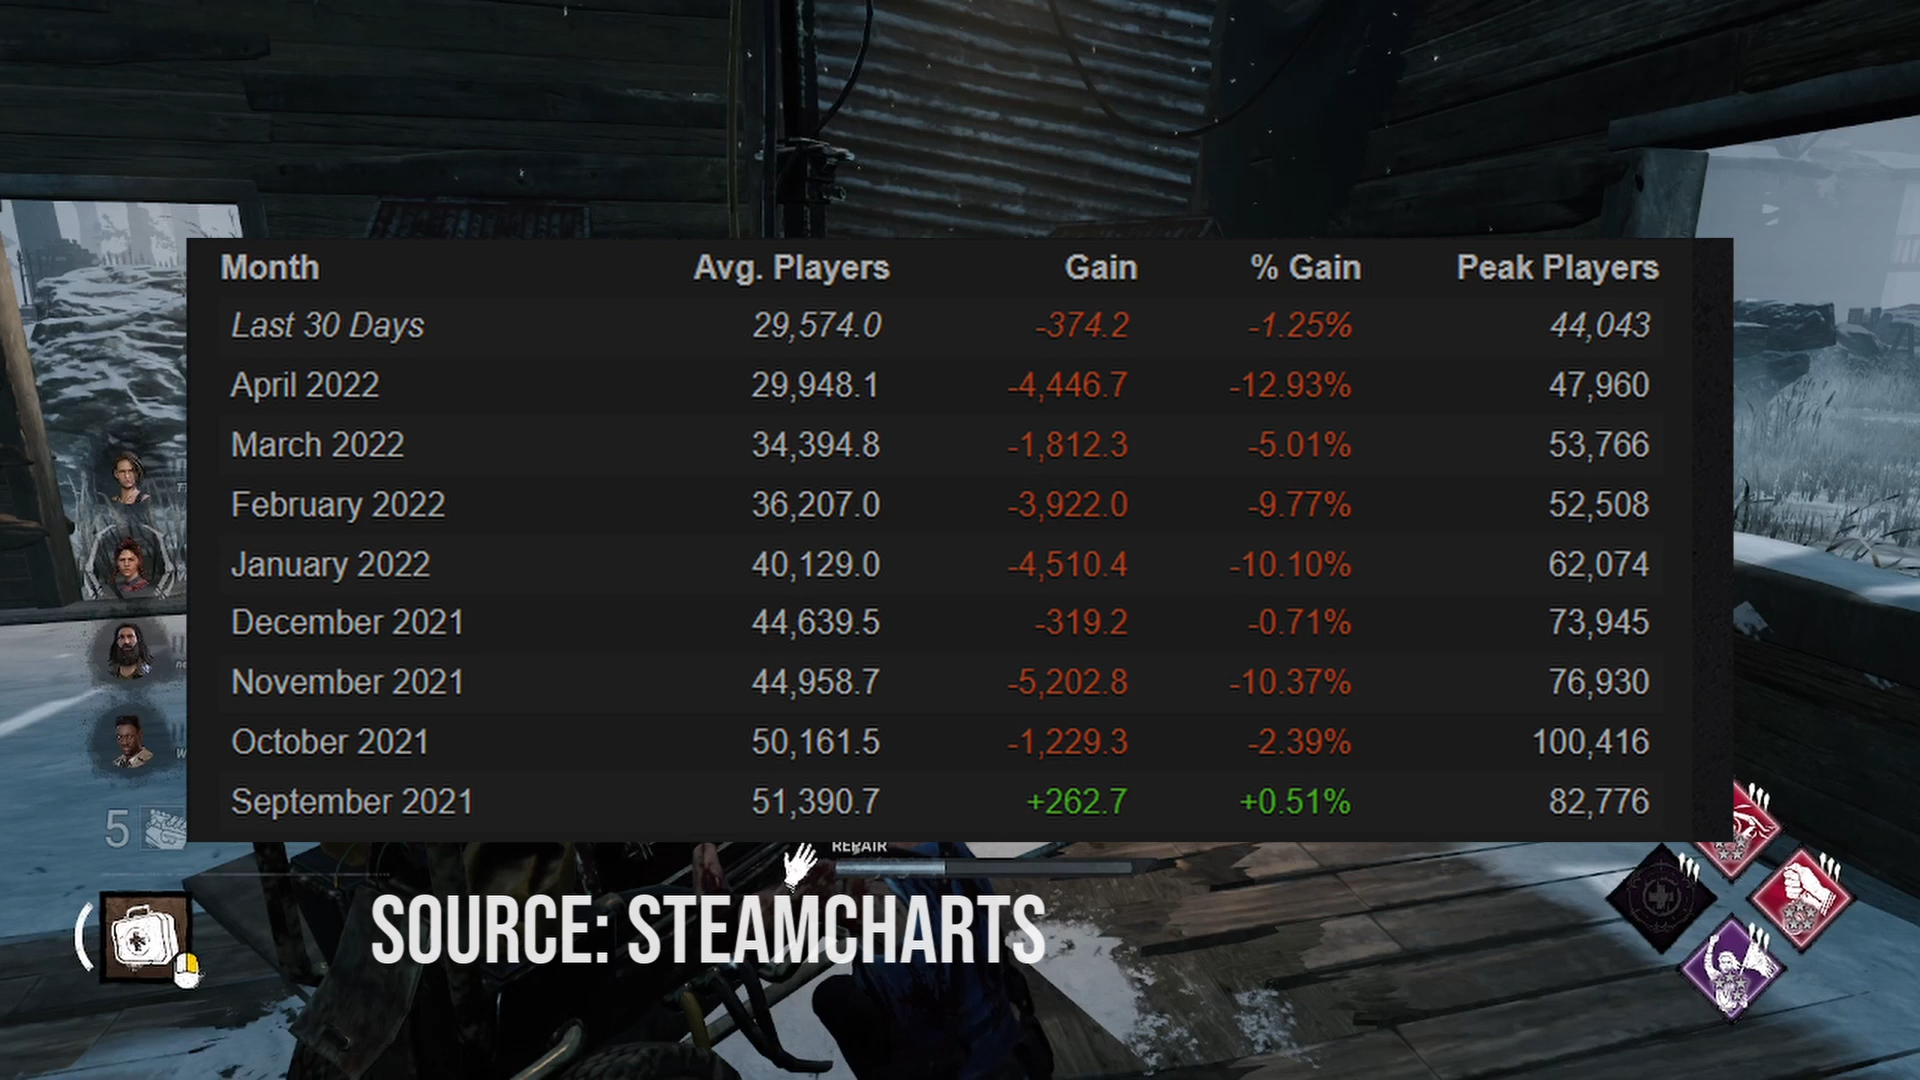 Month Avg. Players Gain % Gain Peak Players
Last 30 Days 29,574.0 -374.2 -1.25% 44,043
April 2022 29,948.1 -4,446.7 -12.93% 47,960
March 2022 34,394.8 -1,812.3 -5.01% 53,766
February 2022 36,207.0 -3,922.0 -9.77% 52,508
January 2022 40,129.0 -4,510.4 -10.10% 62,074
December 2021 44,639.5 -319.2 -0.71% 73,945
November 2021 44,958.7 -5,202.8 -10.37% 76,930
October 2021 50,161.5 -1,229.3 -2.39% 100,416
September 2021 51,390.7 +262.7 +0.51% 82,776
5
REPAIR
SOURCE: STEAMCHARTS